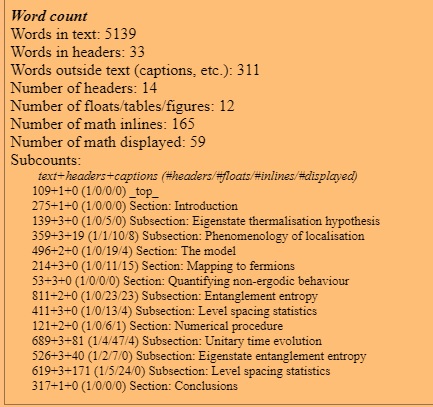 Word count
Words in text: 5139
Words in headers: 33
Words outside text (captions, etc.): 311
Number of headers: 14
Number of floats/tables/figures: 12
Number of math inlines: 165
Number of math displayed: 59
Subcounts:
text+headers+captions (#headers/#floats/#inlines/#displayed)
109+1+0 (1/0/0/0) _top_
275+1+0 (1/0/0/0) Section: Introduction
139+3+0 (1/0/5/0) Subsection: Eigenstate thermalisation hypothesis
359+3+19 (1/1/10/8) Subsection: Phenomenology of localisation
496+2+0 (1/0/19/4) Section: The model
214+3+0 (1/0/11/15) Section: Mapping to fermions
53+3+0 (1/0/0/0) Section: Quantifying non-ergodic behaviour
811+2+0 (1/0/23/23) Subsection: Entanglement entropy
411+3+0 (1/0/13/4) Subsection: Level spacing statistics
121+2+0 (1/0/6/1) Section: Numerical procedure
689+3+81 (1/4/47/4) Subsection: Unitary time evolution
526+3+40 (1/2/7/0) Subsection: Eigenstate entanglement entropy
619+3+171 (1/5/24/0) Subsection: Level spacing statistics
317+1+0 (1/0/0/0) Section: Conclusions